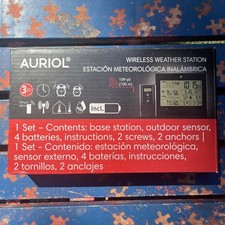 AURIOL®
WIRELESS WEATHER STATION
ESTACIÓN METEOROLÓGICA INALÁMBRICA
3
109 yd
(100 m)
Incl.
1 Set – Contents: base station, outdoor sensor,
4 batteries, instructions, 2 screws, 2 anchors |
1 Set – Contenido: estación meteorológica,
sensor externo, 4 baterías, instrucciones,
2 tornillos, 2 anclajes